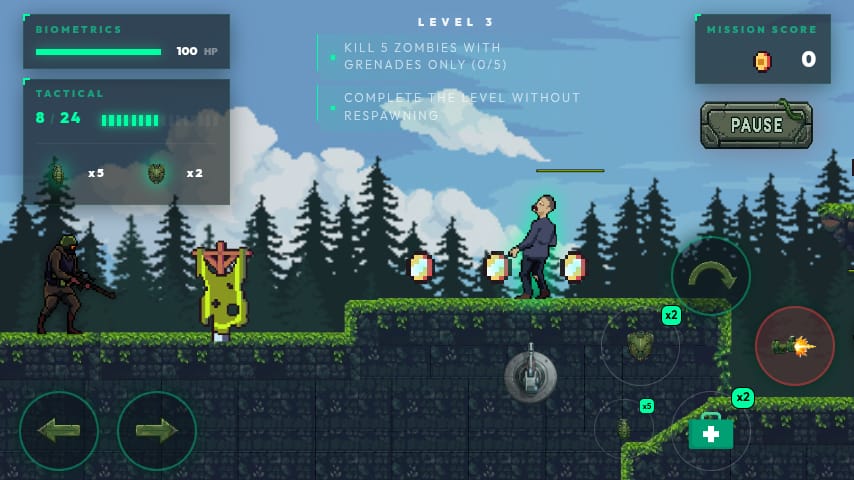 BIOMETRICS
100 HP
TACTICAL
8 / 24
x5
x2
LEVEL 3
KILL 5 ZOMBIES WITH
GRENADES ONLY (0/5)
COMPLETE THE LEVEL WITHOUT
RESPAWNING
MISSION SCORE
0
PAUSE
x2
x5
x2